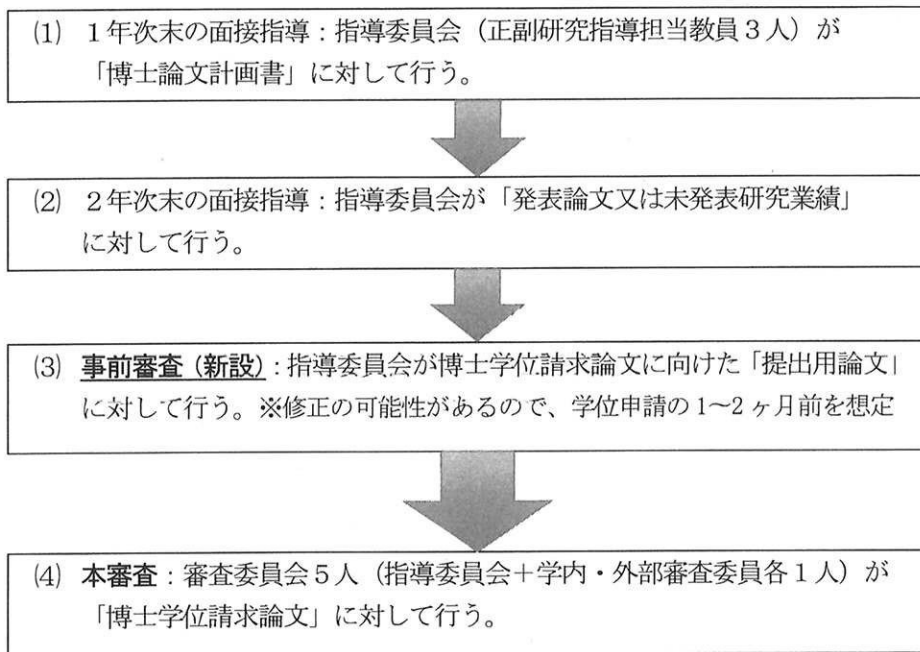 (1) 1年次末の面接指導：指導委員会（正副研究指導担当教員3人）が
「博士論文計画書」に対して行う。
(2) 2年次末の面接指導：指導委員会が「発表論文又は未発表研究業績」
に対して行う。
(3) 事前審査（新設）：指導委員会が博士学位請求論文に向けた「提出用論文」
に対して行う。※修正の可能性があるので、学位申請の1～2ヶ月前を想定
(4) 本審査：審査委員会5人（指導委員会＋学内・外部審査委員各1人）が
「博士学位請求論文」に対して行う。